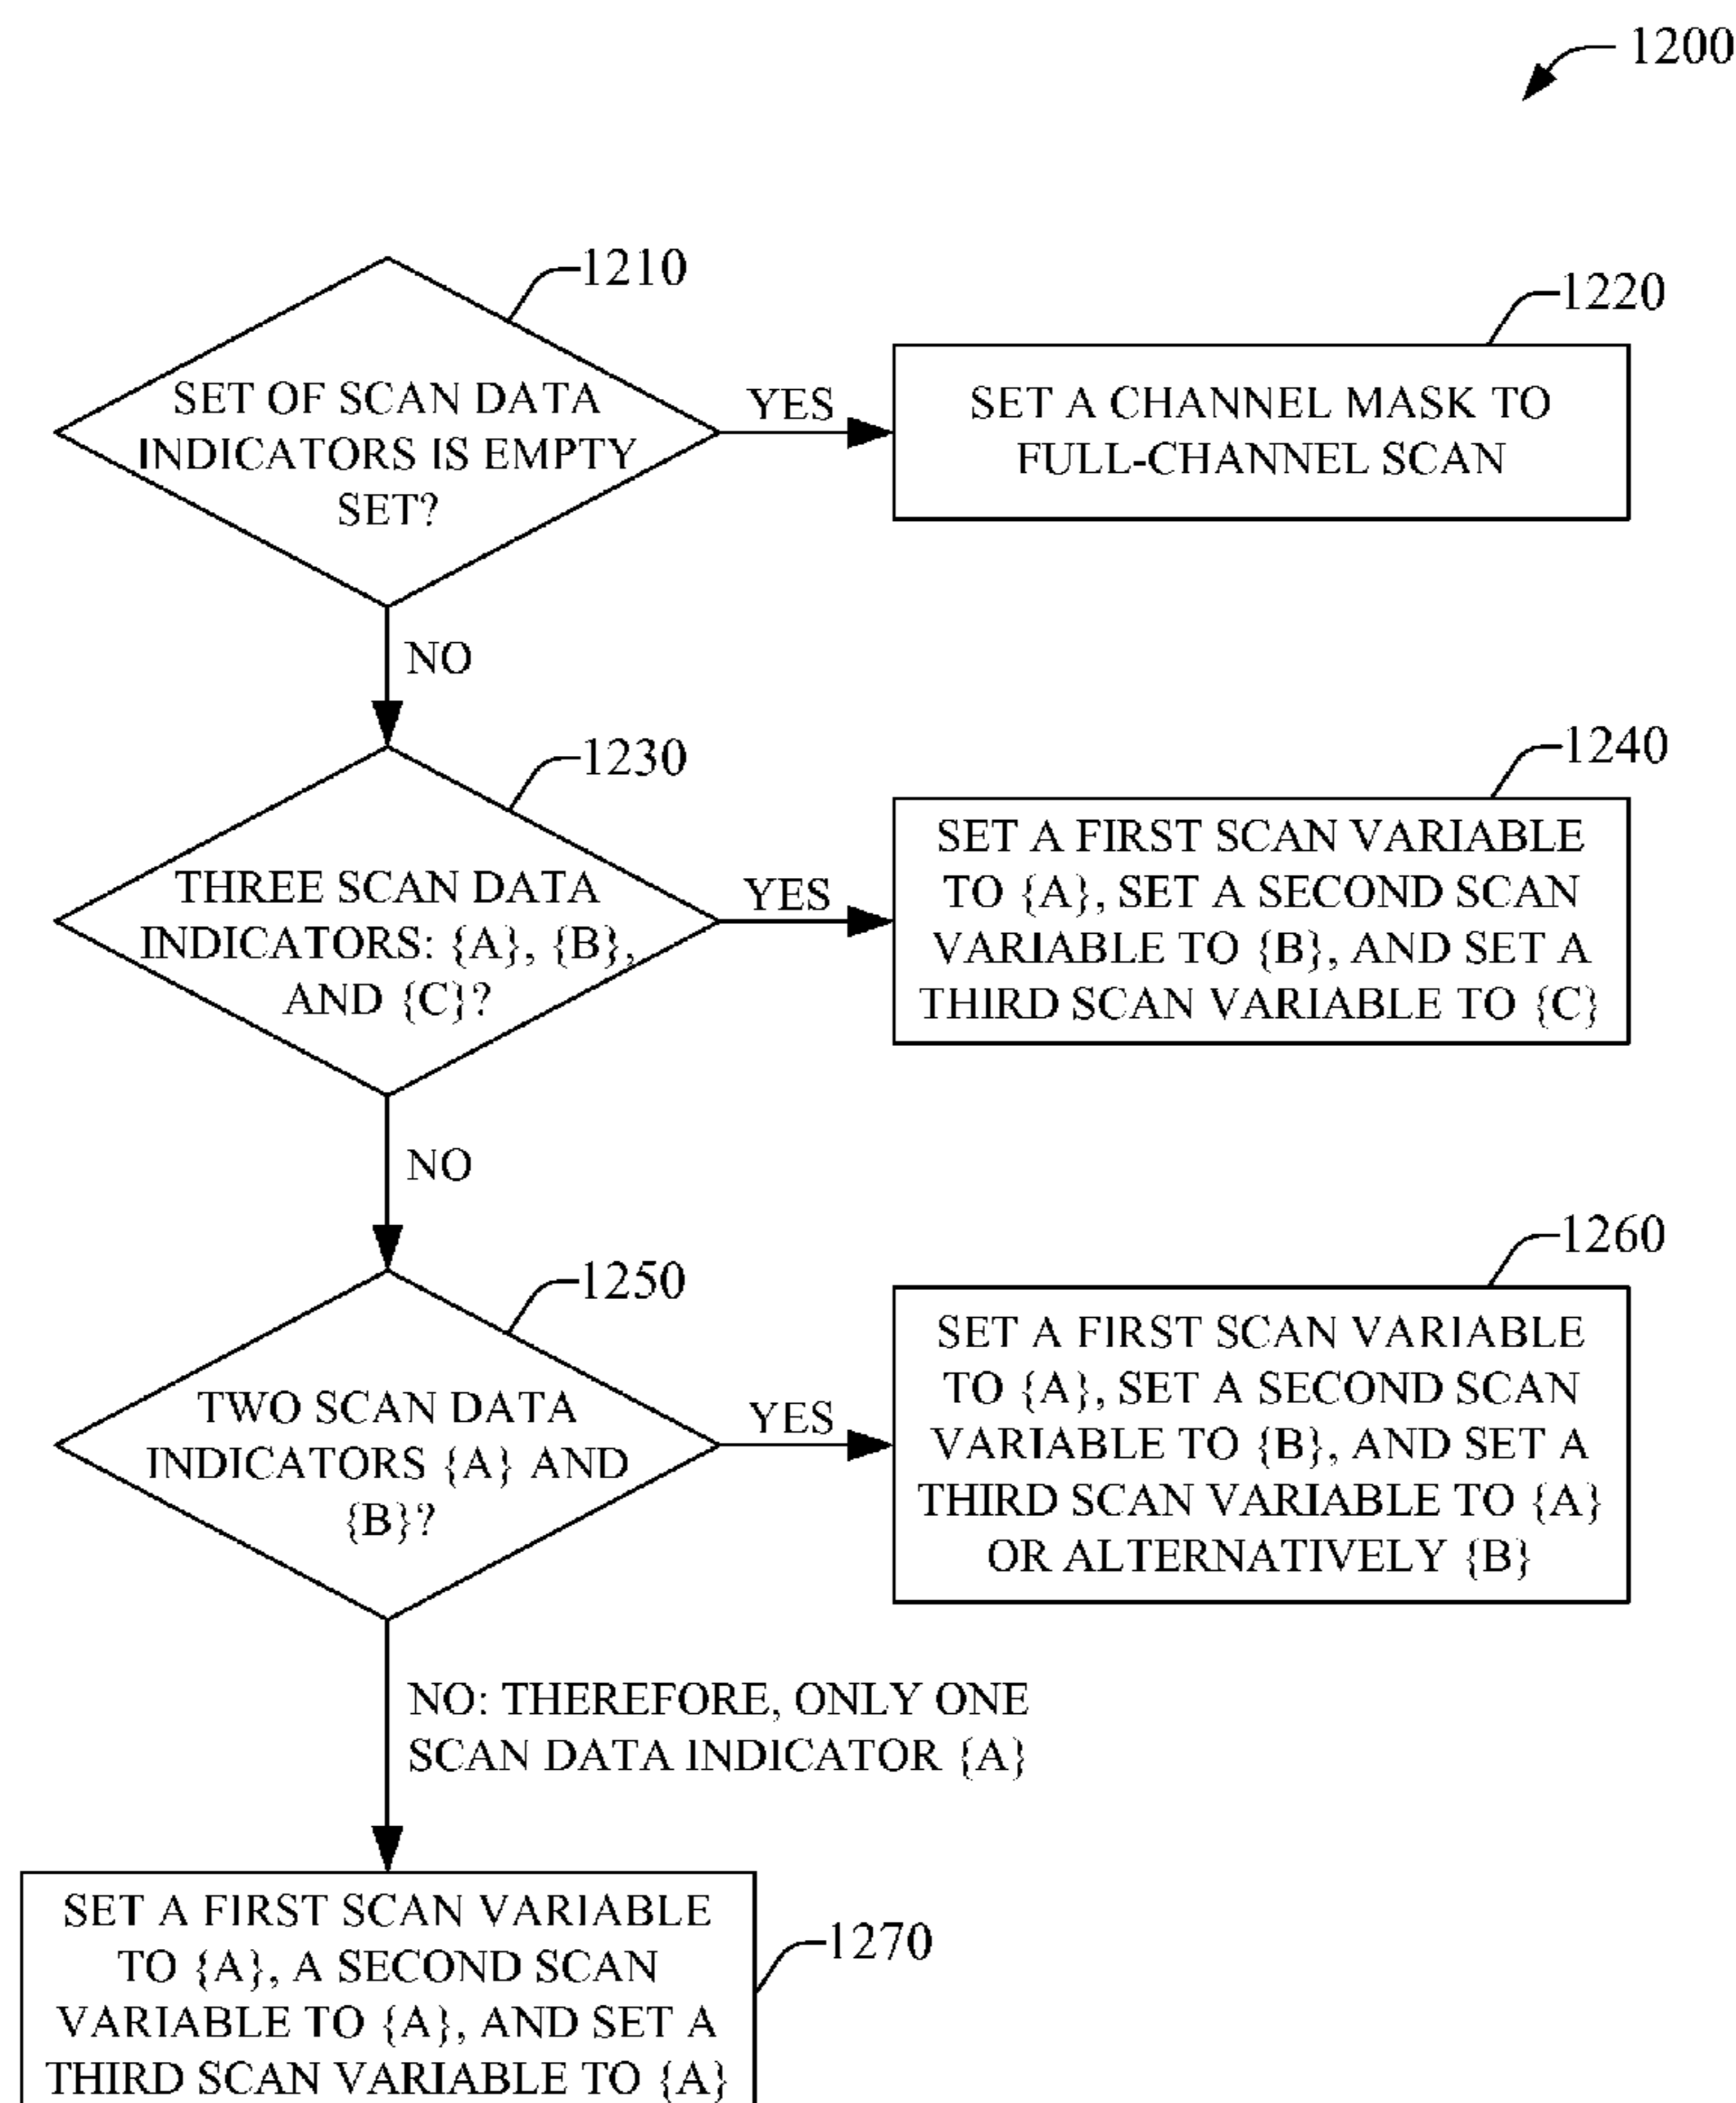 1200
1210
SET OF SCAN DATA
INDICATORS IS EMPTY
SET?
YES
1220
SET A CHANNEL MASK TO
FULL-CHANNEL SCAN
NO
1230
THREE SCAN DATA
INDICATORS: {A}, {B},
AND {C}?
YES
1240
SET A FIRST SCAN VARIABLE
TO {A}, SET A SECOND SCAN
VARIABLE TO {B}, AND SET A
THIRD SCAN VARIABLE TO {C}
NO
1250
TWO SCAN DATA
INDICATORS {A} AND
{B}?
YES
1260
SET A FIRST SCAN VARIABLE
TO {A}, SET A SECOND SCAN
VARIABLE TO {B}, AND SET A
THIRD SCAN VARIABLE TO {A}
OR ALTERNATIVELY {B}
NO: THEREFORE, ONLY ONE
SCAN DATA INDICATOR {A}
1270
SET A FIRST SCAN VARIABLE
TO {A}, A SECOND SCAN
VARIABLE TO {A}, AND SET A
THIRD SCAN VARIABLE TO {A}